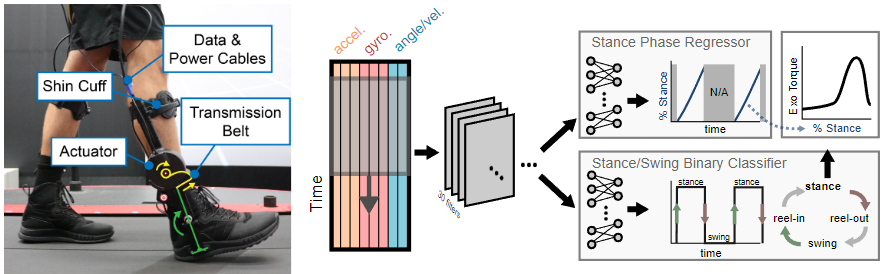 Data &
Power Cables
Shin Cuff
Transmission
Belt
Actuator
accel.
gyro.
angle/vel.
Time
30 filters
Stance Phase Regressor
% Stance
N/A
time
Exo Torque
% Stance
Stance/Swing Binary Classifier
stance
stance
swing
time
stance
reel-in
reel-out
swing